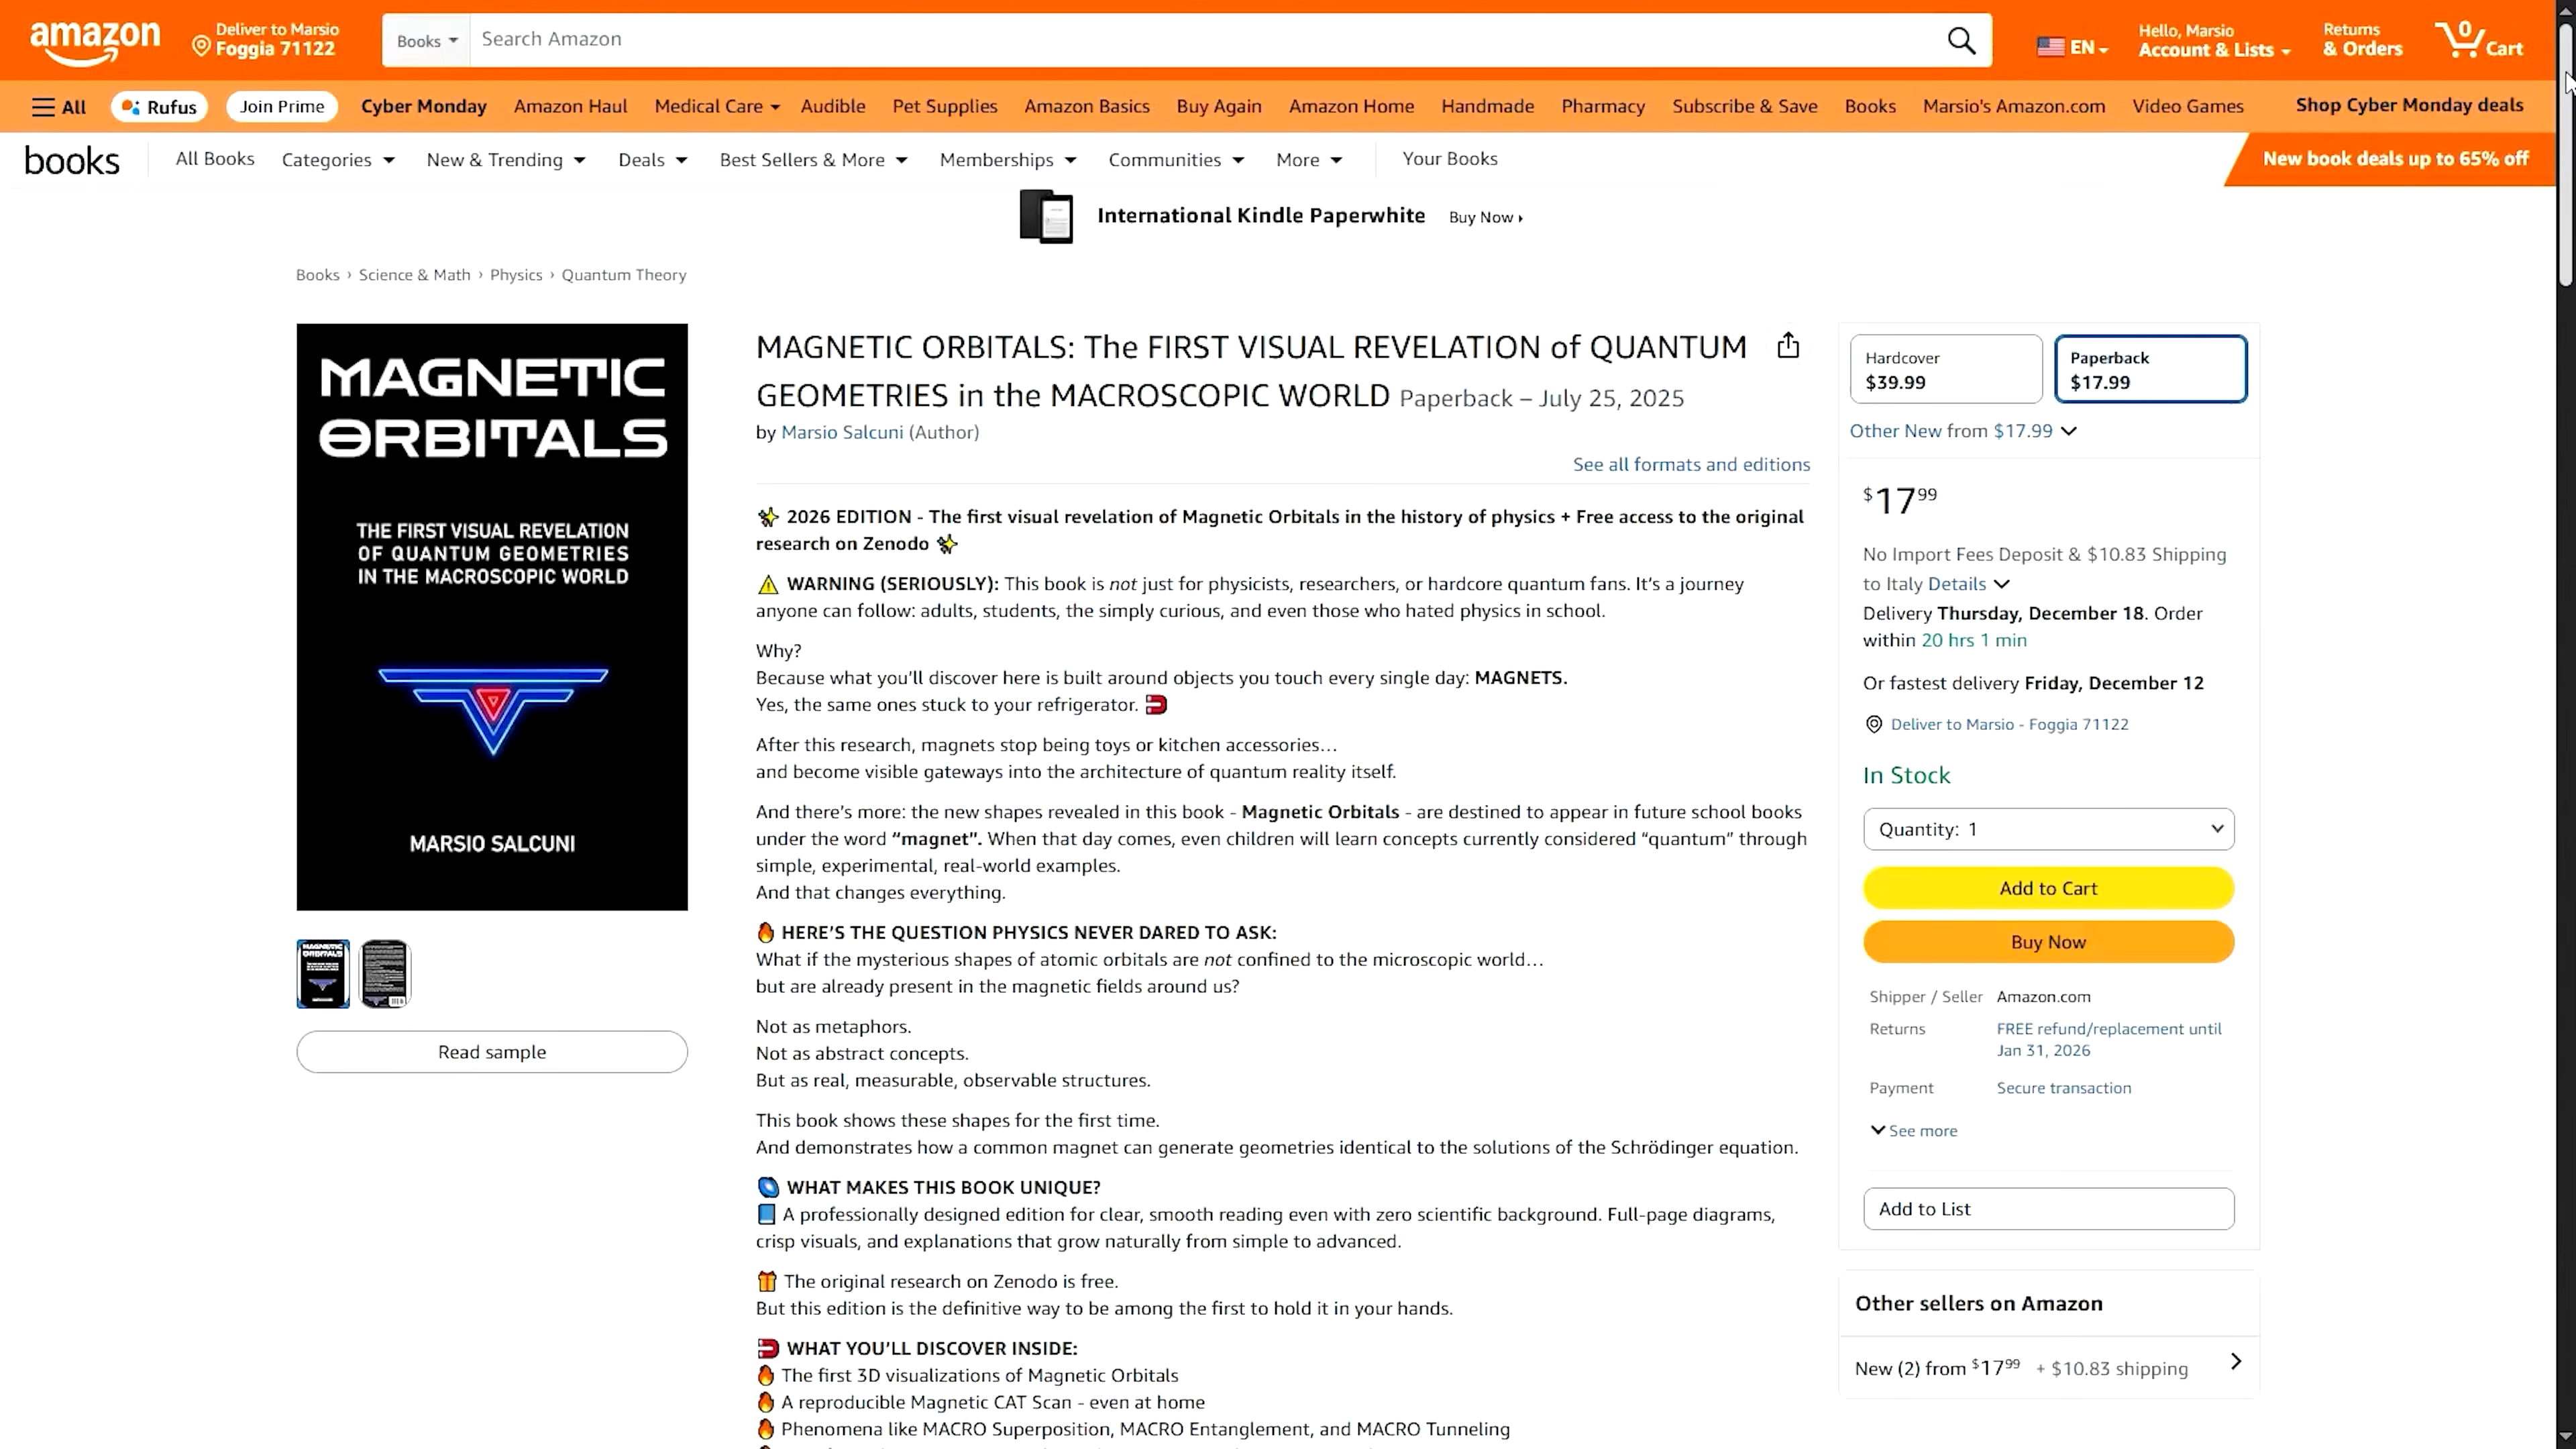 amazon
Deliver to Marsio
Foggia 71122
Books
Search Amazon
EN
Hello, Marsio
Account & Lists
Returns
& Orders
0
Cart
All
Rufus
Join Prime
Cyber Monday
Amazon Haul
Medical Care
Audible
Pet Supplies
Amazon Basics
Buy Again
Amazon Home
Handmade
Pharmacy
Subscribe & Save
Books
Marsio's Amazon.com
Video Games
Shop Cyber Monday deals
books
All Books
Categories
New & Trending
Deals
Best Sellers & More
Memberships
Communities
More
Your Books
New book deals up to 65% off
International Kindle Paperwhite
Buy Now ›
Books › Science & Math › Physics › Quantum Theory
MAGNETIC
ORBITALS
THE FIRST VISUAL REVELATION
OF QUANTUM GEOMETRIES
IN THE MACROSCOPIC WORLD
MARSIO SALCUNI
Read sample
MAGNETIC ORBITALS: The FIRST VISUAL REVELATION of QUANTUM
GEOMETRIES in the MACROSCOPIC WORLD Paperback – July 25, 2025
by Marsio Salcuni (Author)
See all formats and editions
✨ 2026 EDITION - The first visual revelation of Magnetic Orbitals in the history of physics + Free access to the original
research on Zenodo ✨
⚠️ WARNING (SERIOUSLY): This book is not just for physicists, researchers, or hardcore quantum fans. It's a journey
anyone can follow: adults, students, the simply curious, and even those who hated physics in school.
Why?
Because what you'll discover here is built around objects you touch every single day: MAGNETS.
Yes, the same ones stuck to your refrigerator. 🧲
After this research, magnets stop being toys or kitchen accessories…
and become visible gateways into the architecture of quantum reality itself.
And there's more: the new shapes revealed in this book - Magnetic Orbitals - are destined to appear in future school books
under the word “magnet”. When that day comes, even children will learn concepts currently considered “quantum” through
simple, experimental, real-world examples.
And that changes everything.
🔥 HERE'S THE QUESTION PHYSICS NEVER DARED TO ASK:
What if the mysterious shapes of atomic orbitals are not confined to the microscopic world…
but are already present in the magnetic fields around us?
Not as metaphors.
Not as abstract concepts.
But as real, measurable, observable structures.
This book shows these shapes for the first time.
And demonstrates how a common magnet can generate geometries identical to the solutions of the Schrödinger equation.
WHAT MAKES THIS BOOK UNIQUE?
📘 A professionally designed edition for clear, smooth reading even with zero scientific background. Full-page diagrams,
crisp visuals, and explanations that grow naturally from simple to advanced.
🎁 The original research on Zenodo is free.
But this edition is the definitive way to be among the first to hold it in your hands.
🧲 WHAT YOU'LL DISCOVER INSIDE:
🔥 The first 3D visualizations of Magnetic Orbitals
🔥 A reproducible Magnetic CAT Scan - even at home
🔥 Phenomena like MACRO Superposition, MACRO Entanglement, and MACRO Tunneling
Hardcover
$39.99
Paperback
$17.99
Other New from $17.99
$17.99
No Import Fees Deposit & $10.83 Shipping
to Italy Details
Delivery Thursday, December 18. Order
within 20 hrs 1 min
Or fastest delivery Friday, December 12
Deliver to Marsio - Foggia 71122
In Stock
Quantity: 1
Add to Cart
Buy Now
Shipper / Seller Amazon.com
Returns FREE refund/replacement until
Jan 31, 2026
Payment Secure transaction
See more
Add to List
Other sellers on Amazon
New (2) from $17.99 + $10.83 shipping